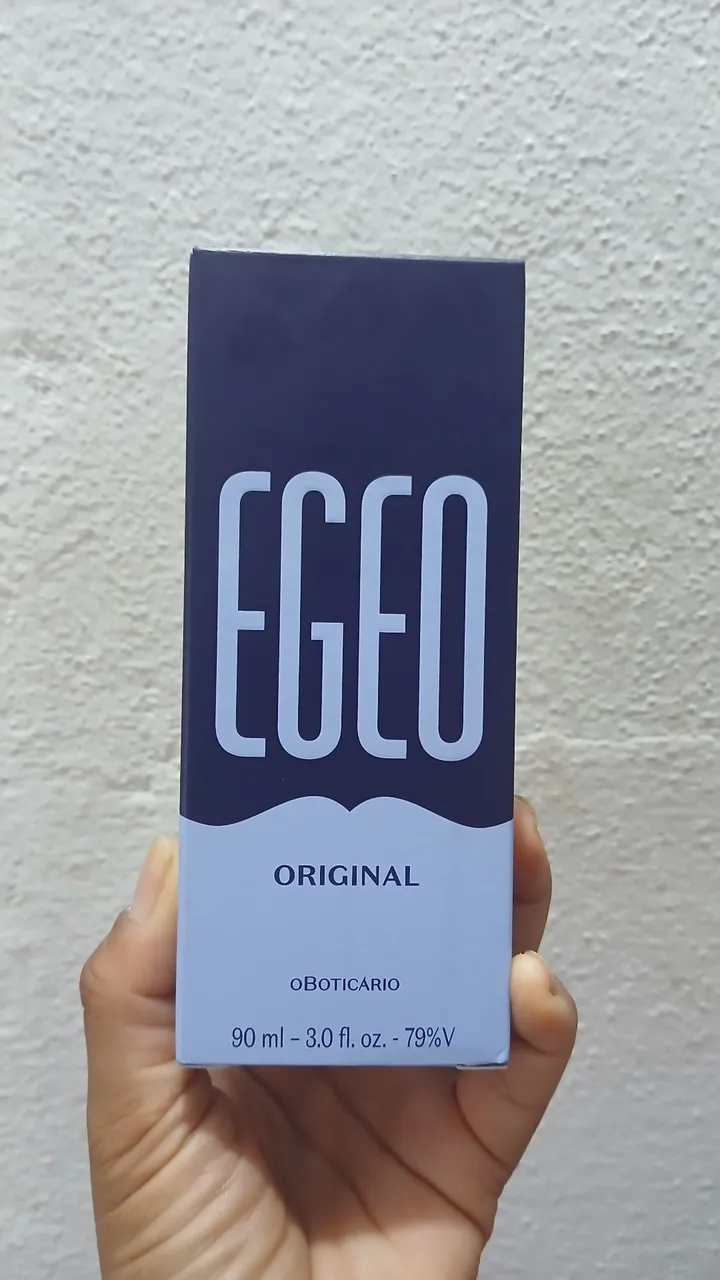 EGEO
ORIGINAL
oBOTICÁRIO
90 ml – 3.0 fl. oz. - 79%V